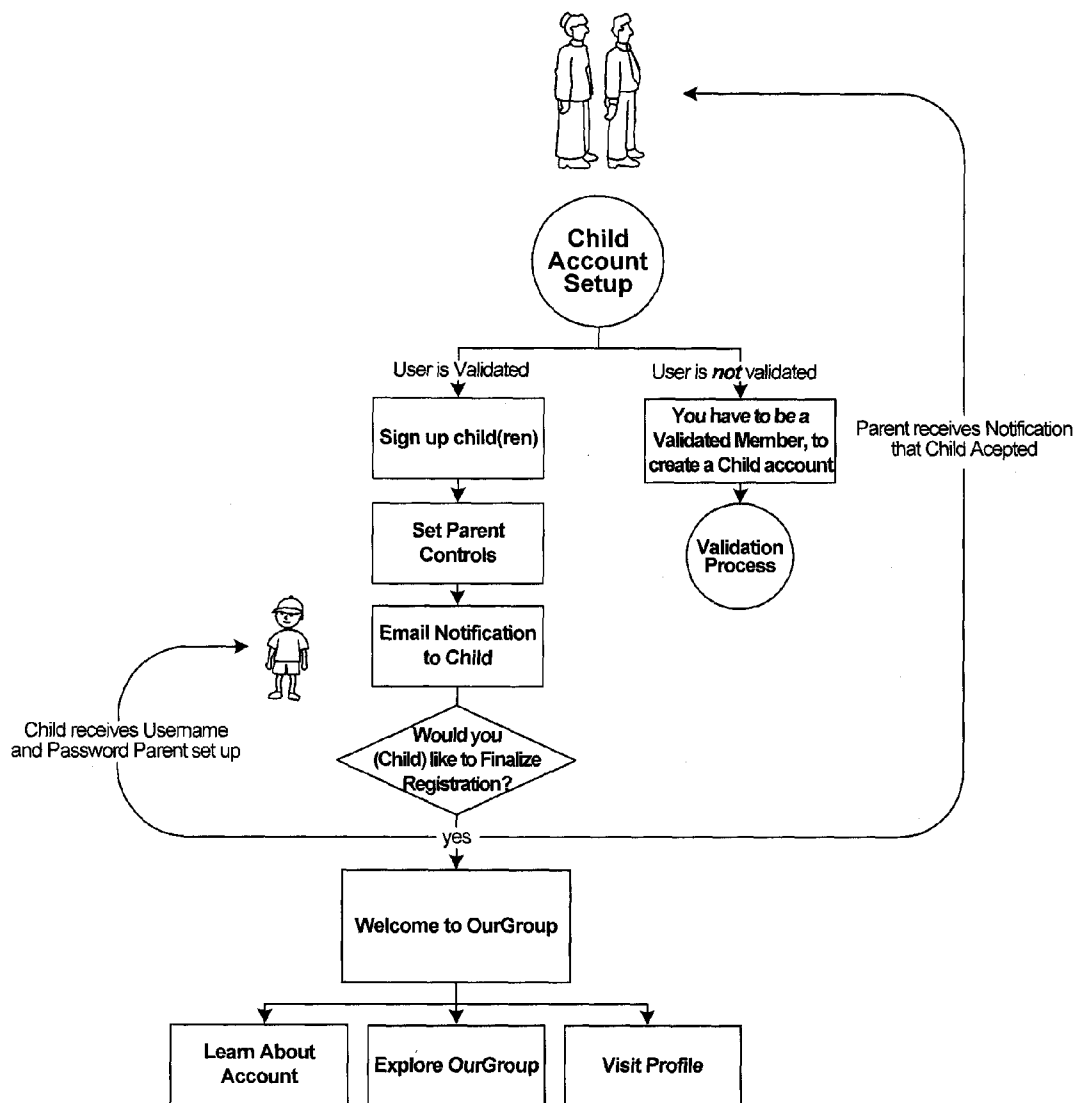 Child
Account
Setup
User is Validated
User is not validated
Sign up child(ren)
You have to be a
Validated Member, to
create a Child account
Parent receives Notification
that Child Acepted
Set Parent
Controls
Validation
Process
Email Notification
to Child
Child receives Username
and Password Parent set up
Would you
(Child) like to Finalize
Registration?
yes
Welcome to OurGroup
Learn About
Account
Explore OurGroup
Visit Profile